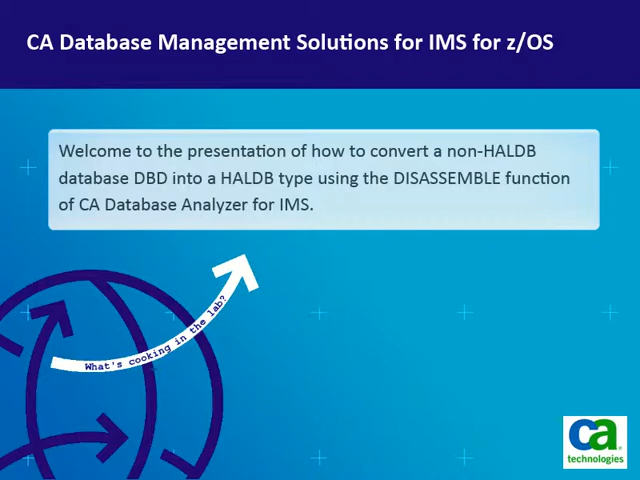 CA Database Management Solutions for IMS for z/OS
Welcome to the presentation of how to convert a non-HALDB
database DBD into a HALDB type using the DISASSEMBLE function
of CA Database Analyzer for IMS.
What's cooking in the lab?
ca
technologies